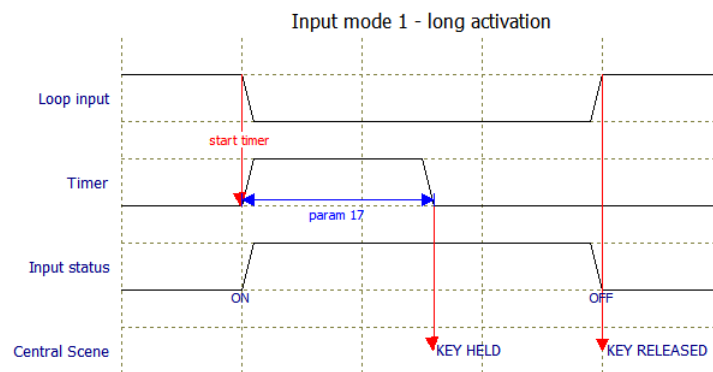 Input mode 1 - long activation
Loop input
start timer
Timer
param 17
Input status
ON
OFF
Central Scene
KEY HELD
KEY RELEASED